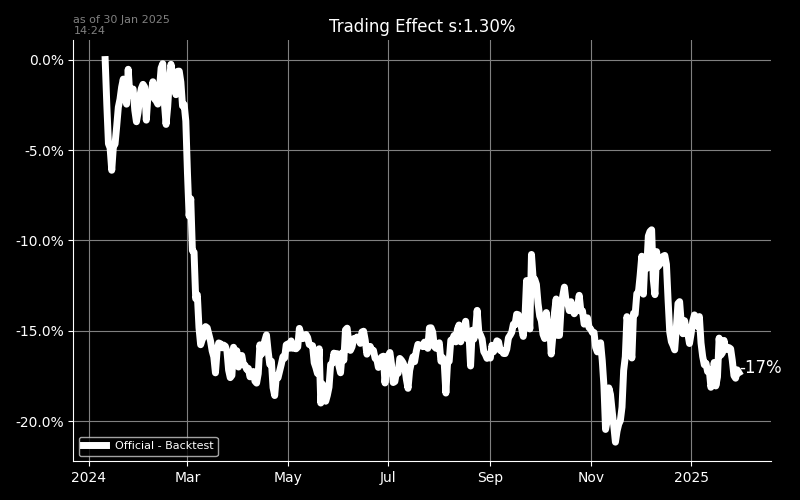 as of 30 Jan 2025
14:24
Trading Effect s:1.30%
0.0%
-5.0%
-10.0%
-15.0%
-20.0%
-17%
Official - Backtest
2024 Mar May Jul Sep Nov 2025